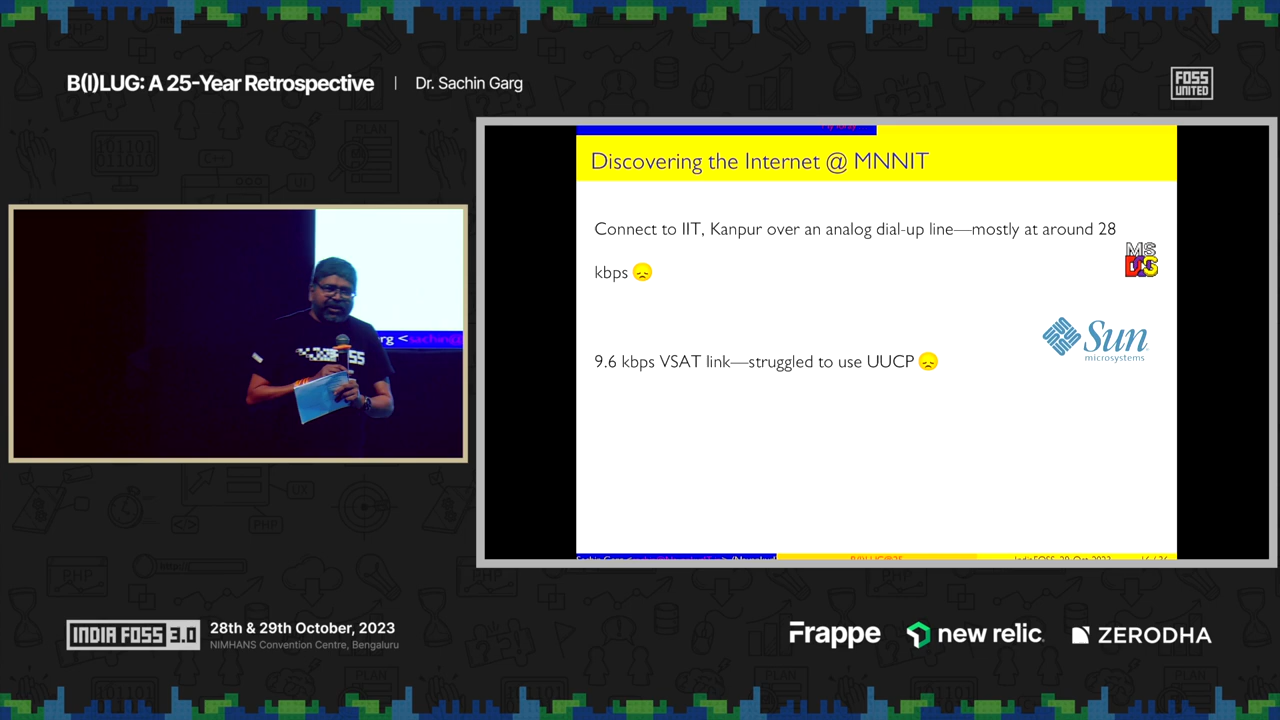 B(I)LUG: A 25-Year Retrospective | Dr. Sachin Garg
FOSS
UNITED
Discovering the Internet @ MNNIT
Connect to IIT, Kanpur over an analog dial-up line—mostly at around 28
kbps
MS
DOS
9.6 kbps VSAT link—struggled to use UUCP
Sun
microsystems
INDIA FOSS 3.0
28th & 29th October, 2023
NIMHANS Convention Centre, Bengaluru
Frappe
new relic
ZERODHA